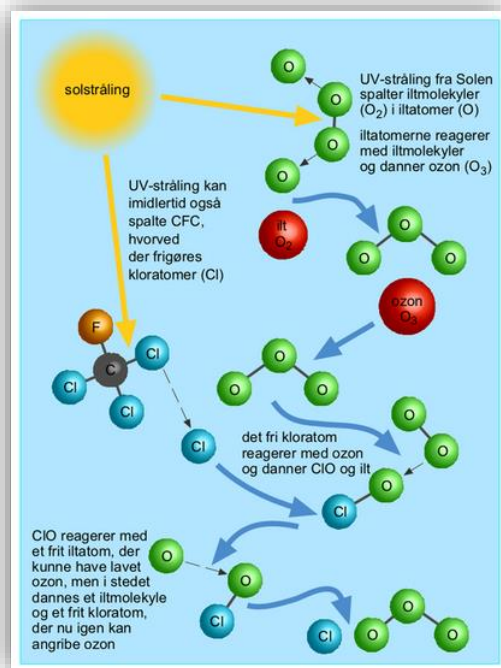 solstråling
UV-stråling fra Solen
spalter iltmolekyler
(O₂) i iltatomer (O)
iltatomerne reagerer
med iltmolekyler
og danner ozon (O₃)
O
O
O
O
UV-stråling kan
imidlertid også
spalte CFC,
hvorved
der frigøres
kloratomer (Cl)
ilt
O₂
O
O
O
ozon
O₃
F
C
Cl
Cl
Cl
Cl
O
O
O
det fri kloratom
reagerer med ozon
og danner ClO og ilt
O
O
O
Cl
ClO reagerer med
et frit iltatom, der
kunne have lavet
ozon, men i stedet
dannes et iltmolekyle
og et frit kloratom,
der nu igen kan
angribe ozon
O
O
Cl
Cl
O
O
O